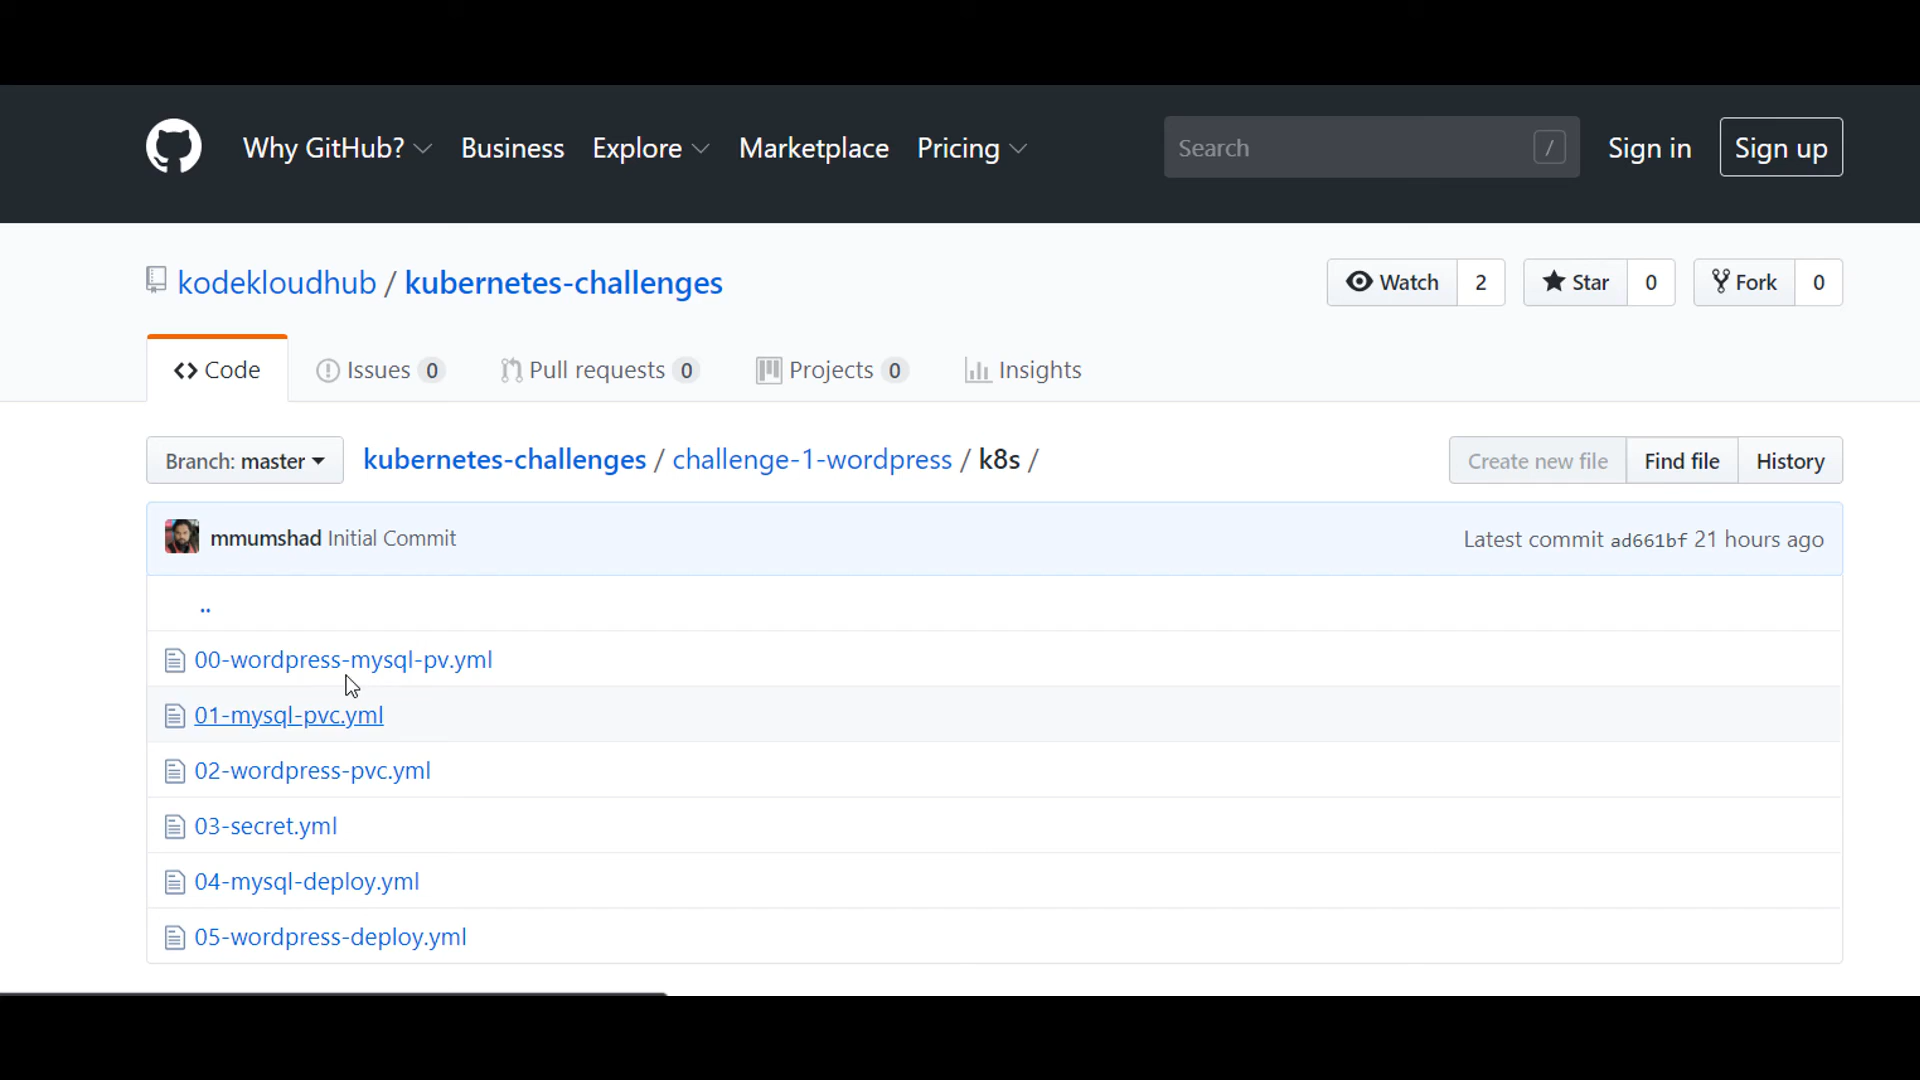 Why GitHub? Business Explore Marketplace Pricing Search / Sign in Sign up
kodekloudhub / kubernetes-challenges Watch 2 Star 0 Fork 0
Code Issues 0 Pull requests 0 Projects 0 Insights
Branch: master kubernetes-challenges / challenge-1-wordpress / k8s / Create new file Find file History
mmumshad Initial Commit Latest commit ad661bf 21 hours ago
..
00-wordpress-mysql-pv.yml
01-mysql-pvc.yml
02-wordpress-pvc.yml
03-secret.yml
04-mysql-deploy.yml
05-wordpress-deploy.yml